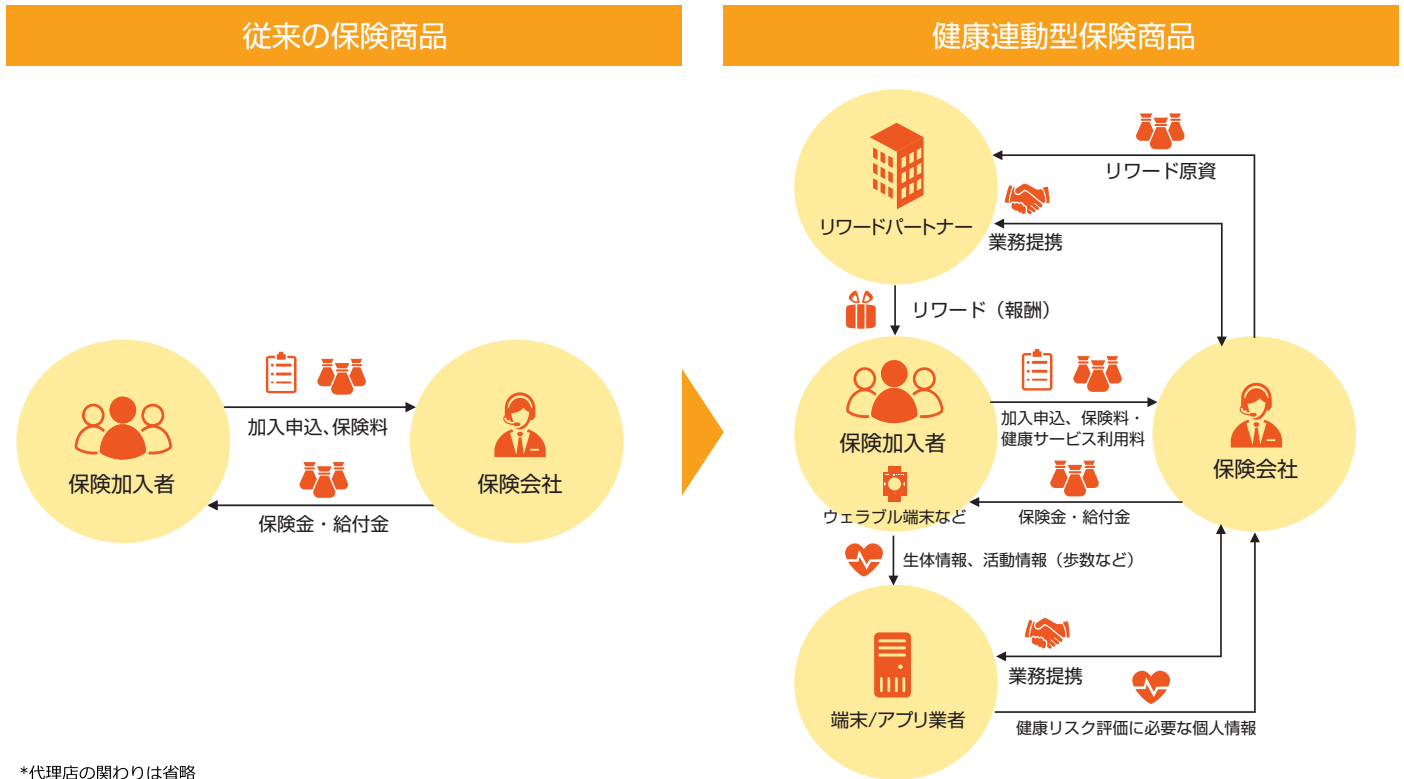 従来の保険商品
保険加入者
加入申込、保険料
保険金・給付金
保険会社
*代理店の関わりは省略
健康連動型保険商品
リワードパートナー
リワード原資
業務提携
リワード（報酬）
保険加入者
ウェラブル端末など
加入申込、保険料・
健康サービス利用料
保険金・給付金
保険会社
生体情報、活動情報（歩数など）
端末/アプリ業者
業務提携
健康リスク評価に必要な個人情報